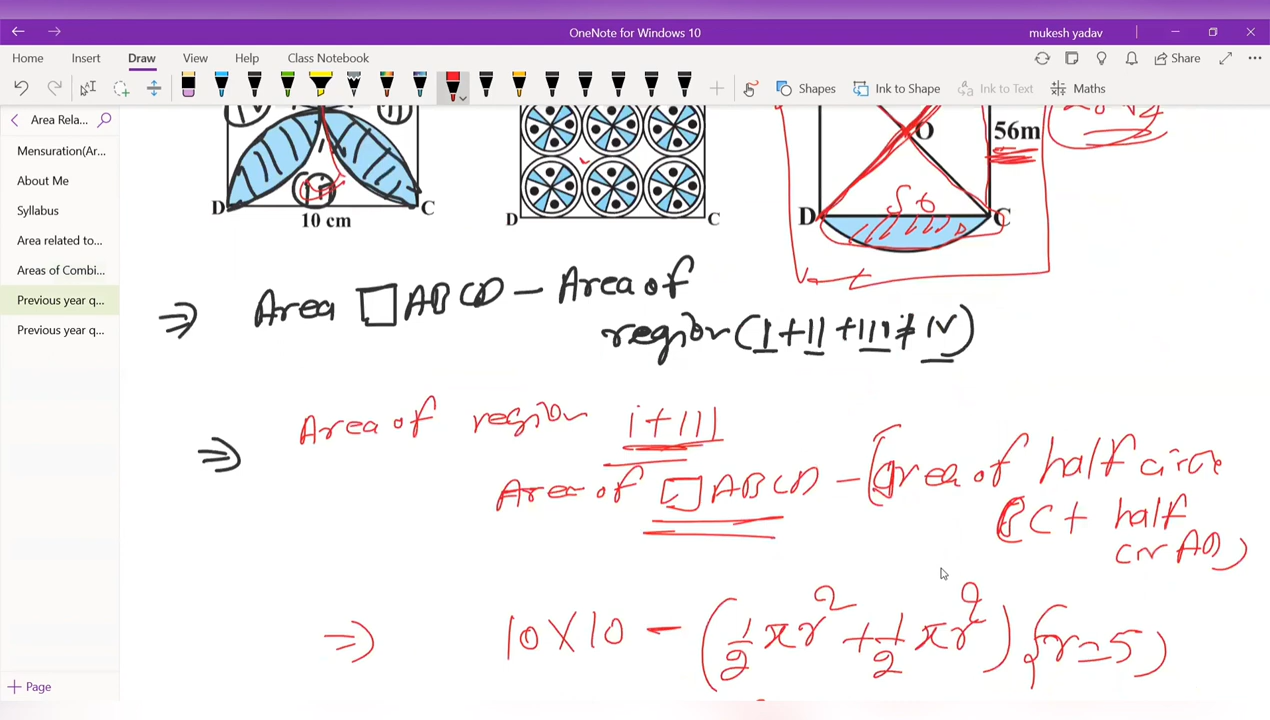 OneNote for Windows 10
mukesh yadav
Home Insert Draw View Help Class Notebook
Share
Shapes Ink to Shape Ink to Text Maths
Area Rela...
Mensuration(Ar...
About Me
Syllabus
Area related to...
Areas of Combi...
Previous year q...
Previous year q...
Page
D C
10 cm
D C
O
56m
56
D C
⇒ Area □ABCD - Area of
region (I + II + III + IV)
Area of region i + III
⇒
Area of □ABCD - (area of half circle
BC + half
cir AD)
⇒ 10 X 10 - (1/2 πr² + 1/2 πr²) {r = 5)